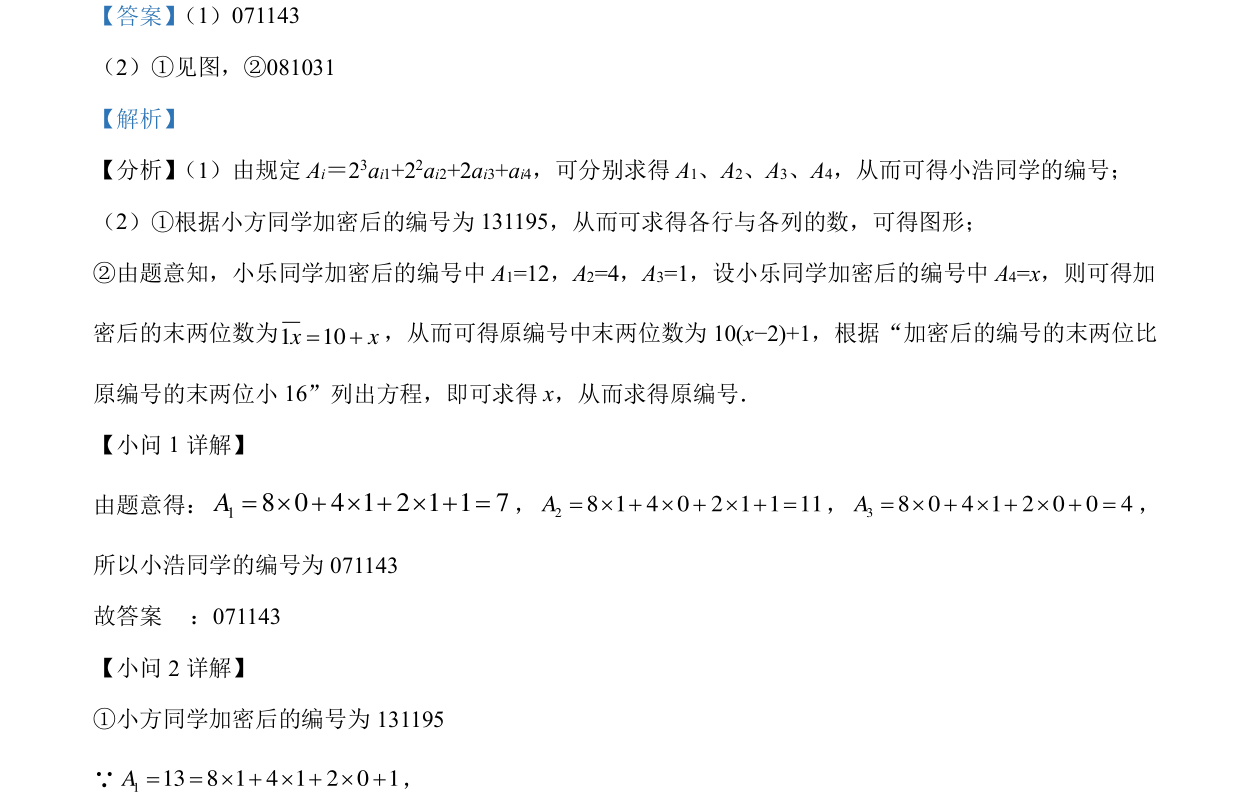 【答案】（1）071143
（2）①见图，②081031
【解析】
【分析】（1）由规定 Aᵢ＝2³aᵢ₁+2²aᵢ₂+2aᵢ₃+aᵢ₄，可分别求得 A₁、A₂、A₃、A₄，从而可得小浩同学的编号；
（2）①根据小方同学加密后的编号为 131195，从而可求得各行与各列的数，可得图形；
②由题意知，小乐同学加密后的编号中 A₁=12，A₂=4，A₃=1，设小乐同学加密后的编号中 A₄=x，则可得加
密后的末两位数为 \overline{1x}=10+x，从而可得原编号中末两位数为 10(x−2)+1，根据“加密后的编号的末两位比
原编号的末两位小 16”列出方程，即可求得 x，从而求得原编号．
【小问 1 详解】
由题意得：A₁=8×0+4×1+2×1+1=7，A₂=8×1+4×0+2×1+1=11，A₃=8×0+4×1+2×0+0=4，
所以小浩同学的编号为 071143
故答案 ：071143
【小问 2 详解】
①小方同学加密后的编号为 131195
∵A₁=13=8×1+4×1+2×0+1，